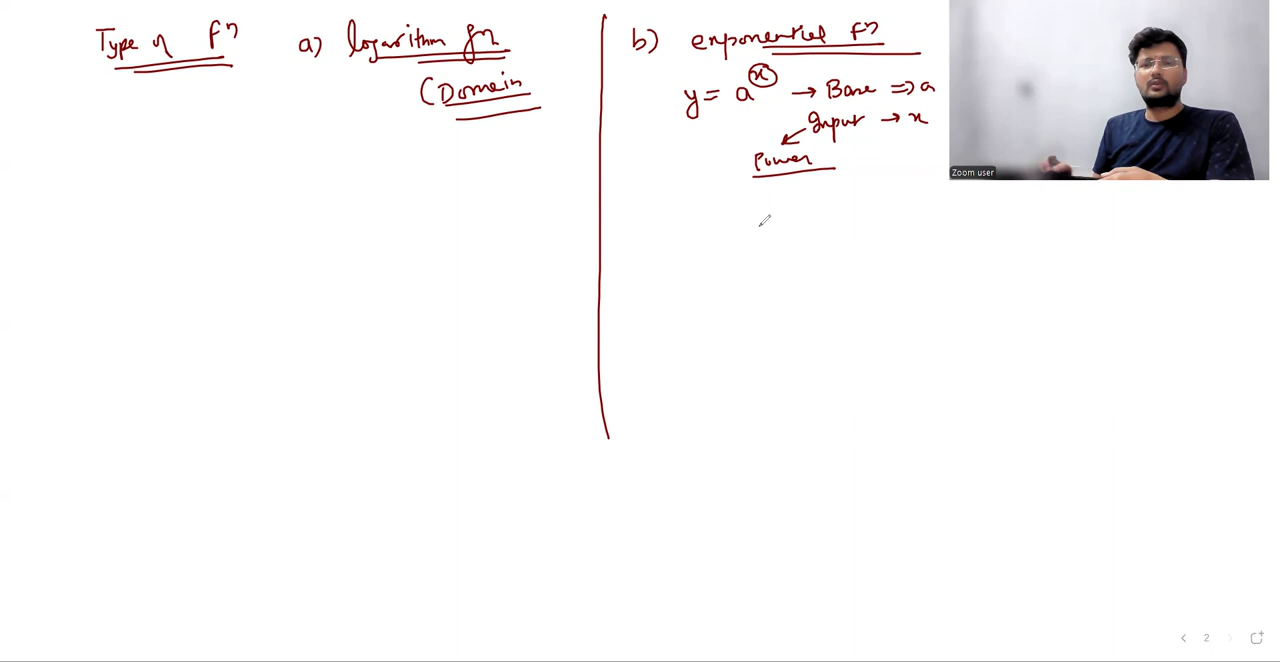 Type of Fn
a) logarithm fn
(Domain
b) exponential Fn
y = a^x → Base ⇒ a
Input → x
Power
Zoom user
2